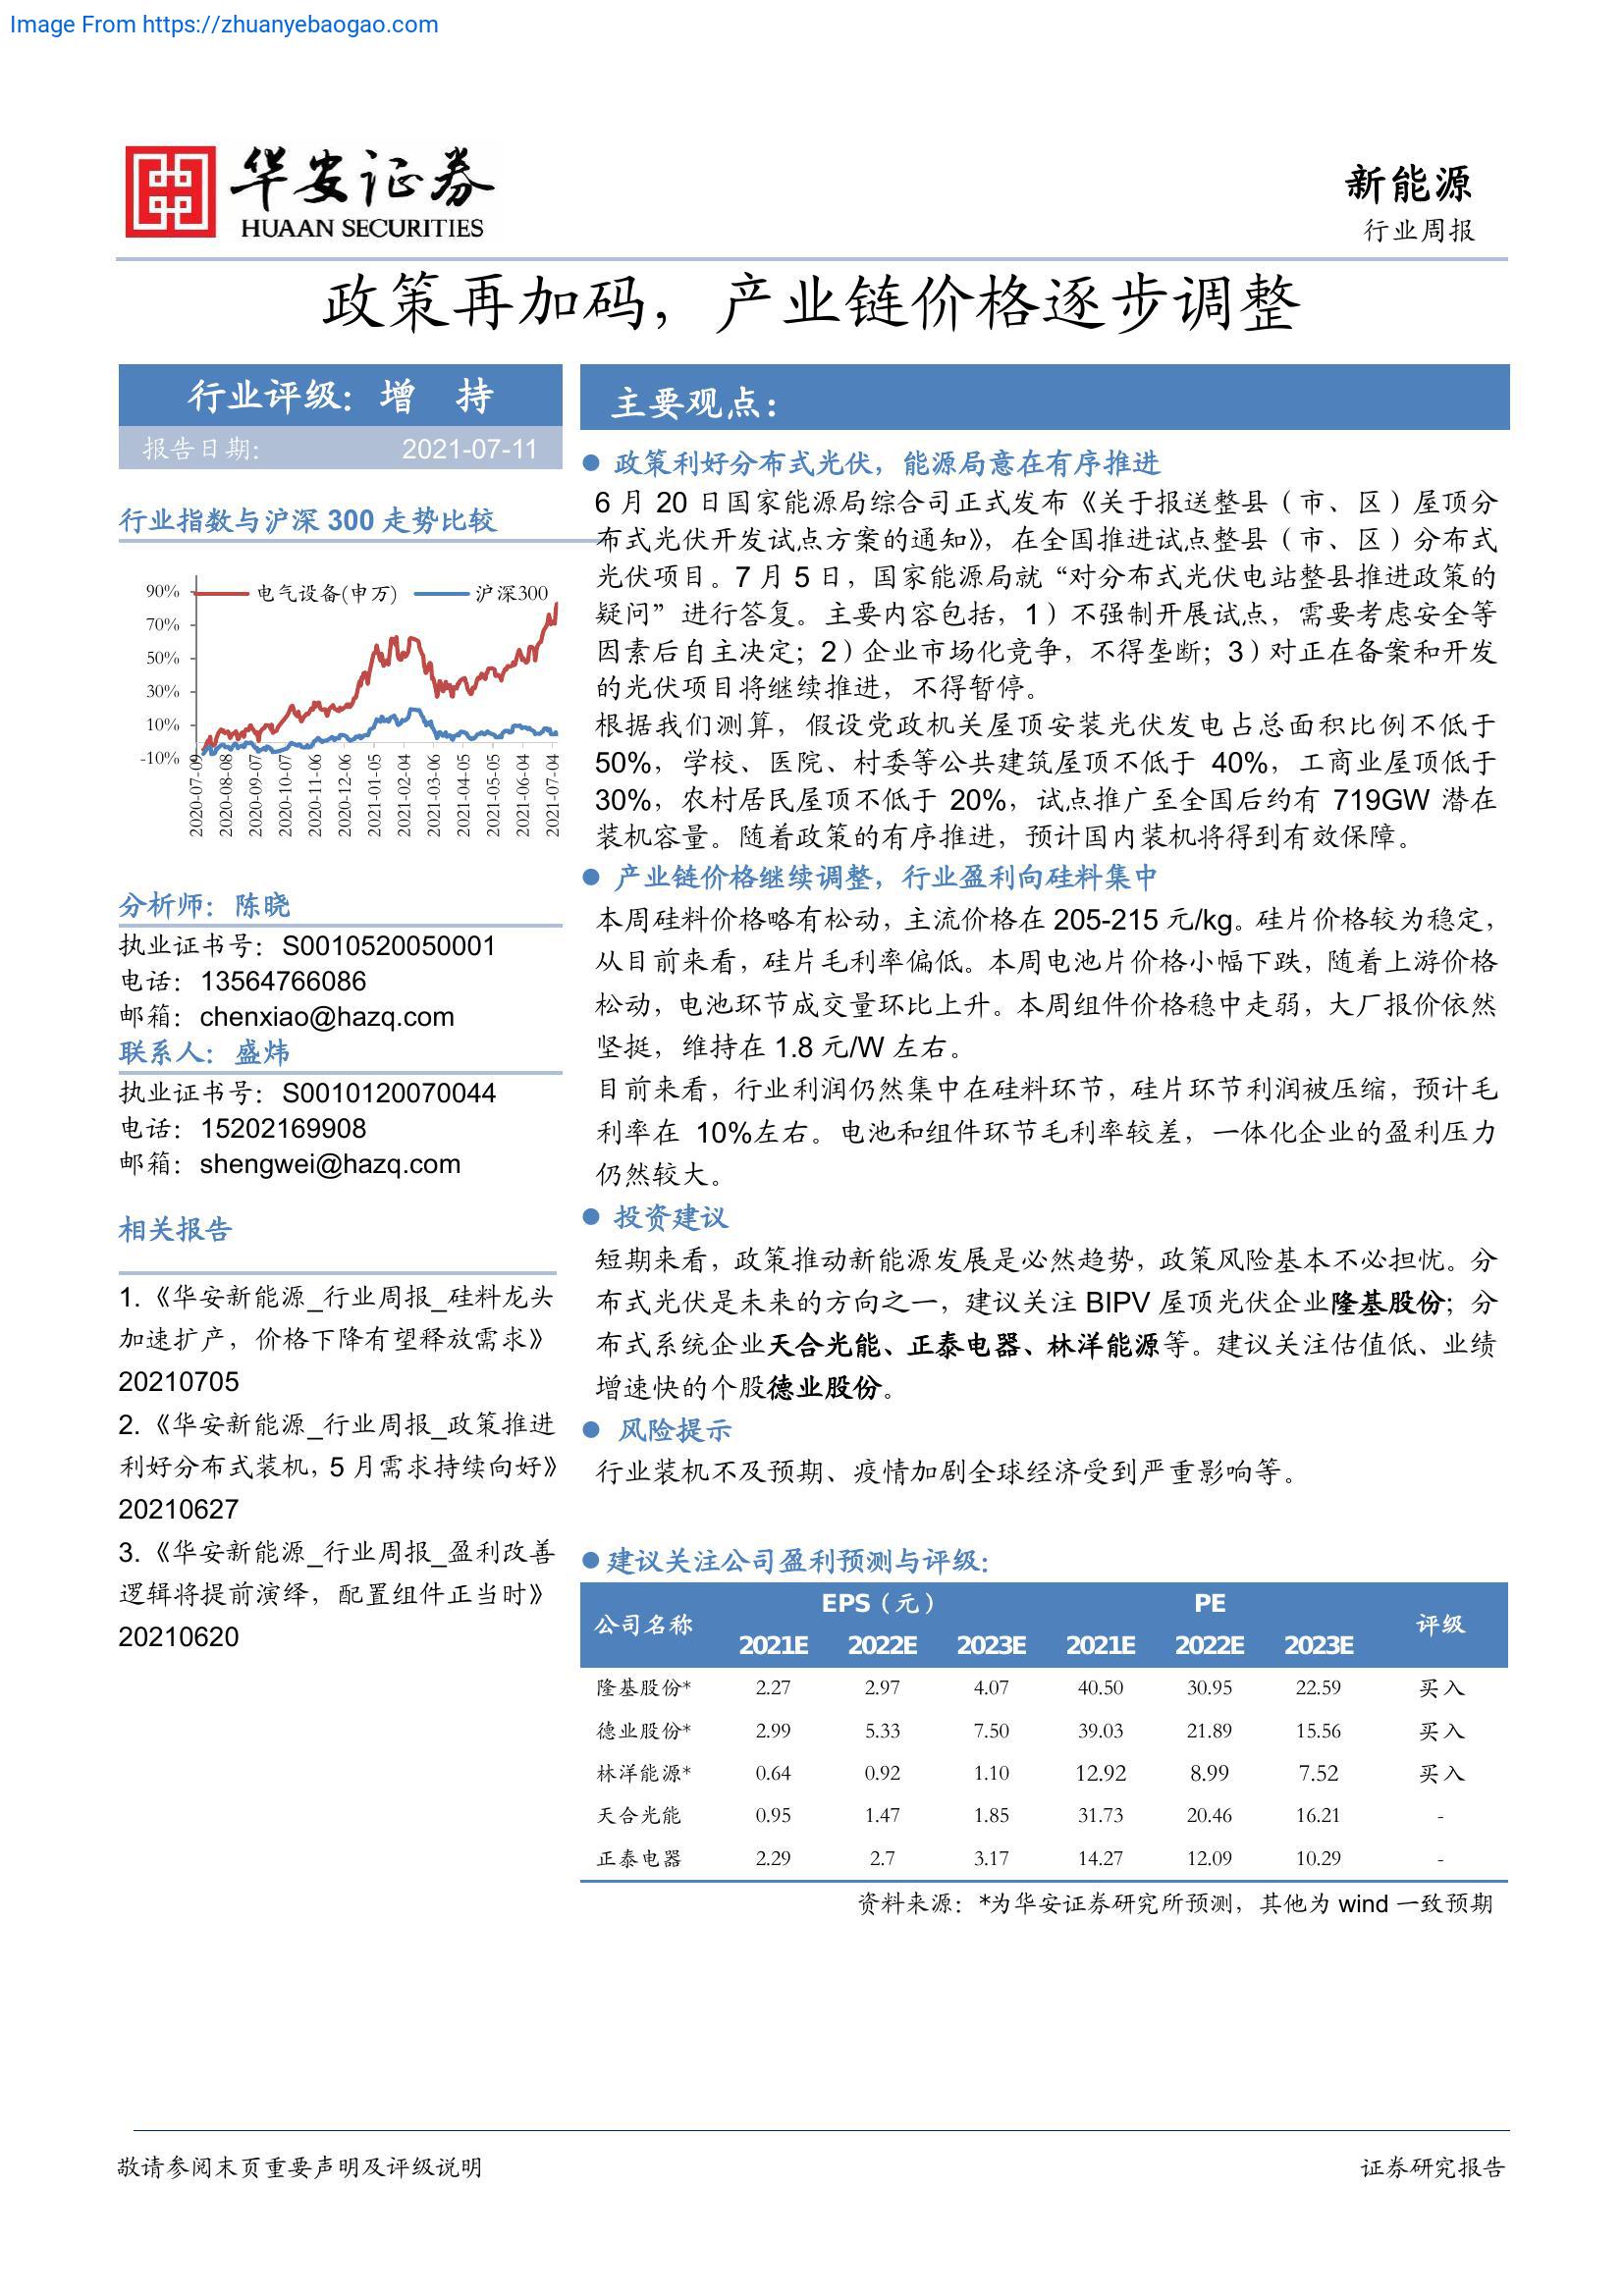 Image From https://zhuanyebaogao.com
华安证券
HUAAN SECURITIES
新能源
行业周报
政策再加码，产业链价格逐步调整
行业评级：增 持
报告日期： 2021-07-11
行业指数与沪深 300 走势比较
电气设备(申万) 沪深300
90%
70%
50%
30%
10%
-10%
2020-07-09
2020-08-08
2020-09-07
2020-10-07
2020-11-06
2020-12-06
2021-01-05
2021-02-04
2021-03-06
2021-04-05
2021-05-05
2021-06-04
2021-07-04
分析师：陈晓
执业证书号：S0010520050001
电话：13564766086
邮箱：chenxiao@hazq.com
联系人：盛炜
执业证书号：S0010120070044
电话：15202169908
邮箱：shengwei@hazq.com
相关报告
1.《华安新能源_行业周报_硅料龙头
加速扩产，价格下降有望释放需求》
20210705
2.《华安新能源_行业周报_政策推进
利好分布式装机，5 月需求持续向好》
20210627
3.《华安新能源_行业周报_盈利改善
逻辑将提前演绎，配置组件正当时》
20210620
主要观点：
● 政策利好分布式光伏，能源局意在有序推进
6 月 20 日国家能源局综合司正式发布《关于报送整县（市、区）屋顶分
布式光伏开发试点方案的通知》，在全国推进试点整县（市、区）分布式
光伏项目。7 月 5 日，国家能源局就“对分布式光伏电站整县推进政策的
疑问”进行答复。主要内容包括，1）不强制开展试点，需要考虑安全等
因素后自主决定；2）企业市场化竞争，不得垄断；3）对正在备案和开发
的光伏项目将继续推进，不得暂停。
根据我们测算，假设党政机关屋顶安装光伏发电占总面积比例不低于
50%，学校、医院、村委等公共建筑屋顶不低于 40%，工商业屋顶低于
30%，农村居民屋顶不低于 20%，试点推广至全国后约有 719GW 潜在
装机容量。随着政策的有序推进，预计国内装机将得到有效保障。
● 产业链价格继续调整，行业盈利向硅料集中
本周硅料价格略有松动，主流价格在 205-215 元/kg。硅片价格较为稳定，
从目前来看，硅片毛利率偏低。本周电池片价格小幅下跌，随着上游价格
松动，电池环节成交量环比上升。本周组件价格稳中走弱，大厂报价依然
坚挺，维持在 1.8 元/W 左右。
目前来看，行业利润仍然集中在硅料环节，硅片环节利润被压缩，预计毛
利率在 10%左右。电池和组件环节毛利率较差，一体化企业的盈利压力
仍然较大。
● 投资建议
短期来看，政策推动新能源发展是必然趋势，政策风险基本不必担忧。分
布式光伏是未来的方向之一，建议关注 BIPV 屋顶光伏企业隆基股份；分
布式系统企业天合光能、正泰电器、林洋能源等。建议关注估值低、业绩
增速快的个股德业股份。
● 风险提示
行业装机不及预期、疫情加剧全球经济受到严重影响等。
● 建议关注公司盈利预测与评级：
公司名称 EPS（元） PE 评级
2021E 2022E 2023E 2021E 2022E 2023E
隆基股份* 2.27 2.97 4.07 40.50 30.95 22.59 买入
德业股份* 2.99 5.33 7.50 39.03 21.89 15.56 买入
林洋能源* 0.64 0.92 1.10 12.92 8.99 7.52 买入
天合光能 0.95 1.47 1.85 31.73 20.46 16.21 -
正泰电器 2.29 2.7 3.17 14.27 12.09 10.29 -
资料来源：*为华安证券研究所预测，其他为 wind 一致预期
敬请参阅末页重要声明及评级说明
证券研究报告